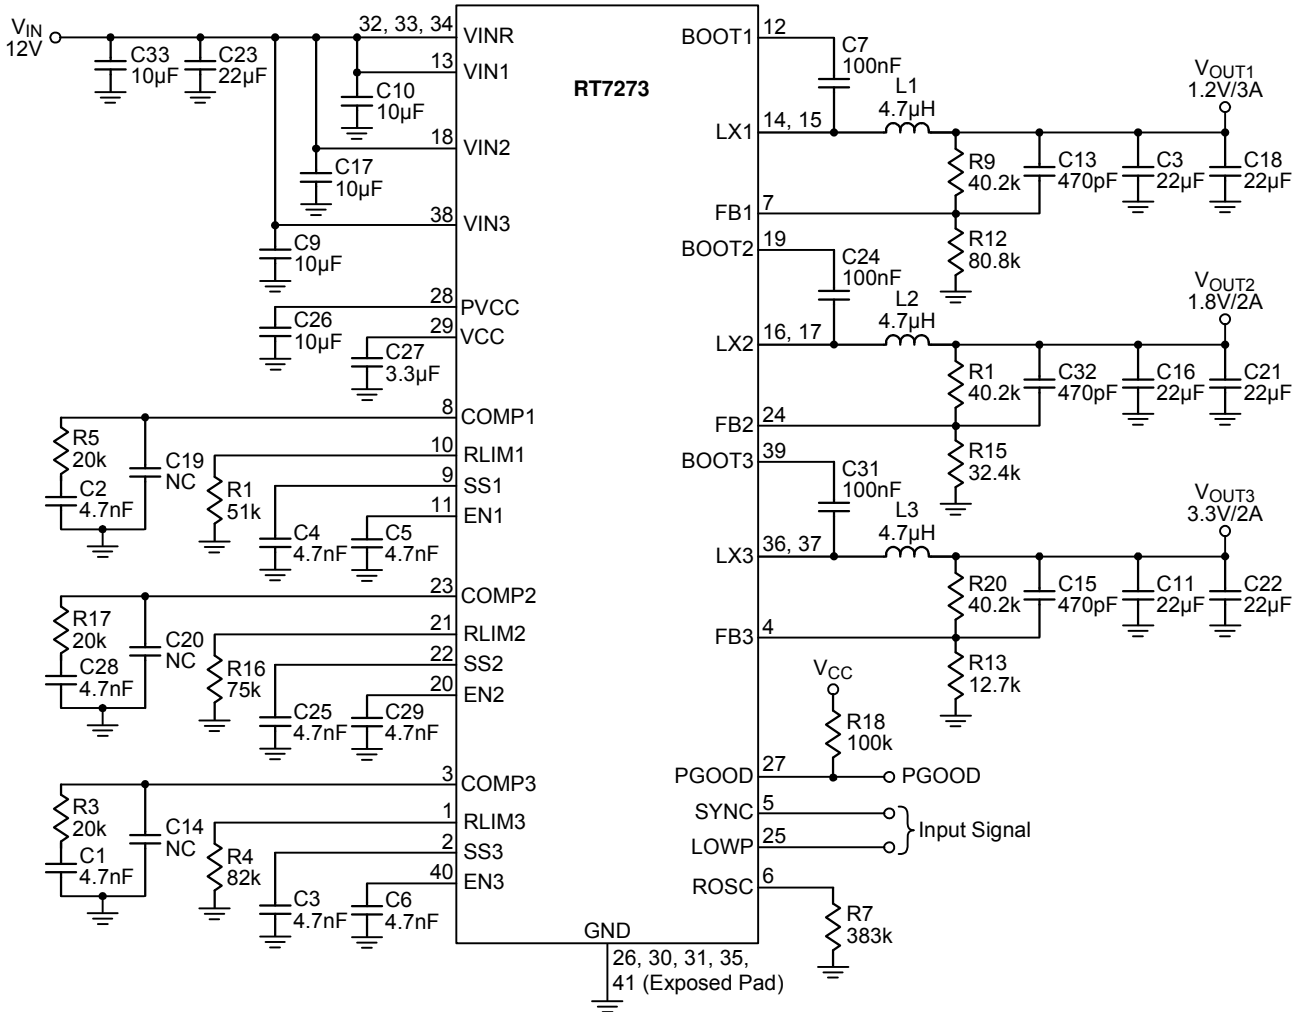 V_IN
12V
C33
10µF
C23
22µF
32, 33, 34
VINR
13
VIN1
C10
10µF
18
VIN2
C17
10µF
38
VIN3
C9
10µF
28
PVCC
C26
10µF
29
VCC
C27
3.3µF
8
COMP1
R5
20k
C2
4.7nF
C19
NC
10
RLIM1
R1
51k
9
SS1
C4
4.7nF
11
EN1
C5
4.7nF
23
COMP2
R17
20k
C28
4.7nF
C20
NC
21
RLIM2
R16
75k
22
SS2
C25
4.7nF
20
EN2
C29
4.7nF
3
COMP3
R3
20k
C1
4.7nF
C14
NC
1
RLIM3
R4
82k
2
SS3
C3
4.7nF
40
EN3
C6
4.7nF
RT7273
GND
26, 30, 31, 35,
41 (Exposed Pad)
BOOT1
12
C7
100nF
LX1
14, 15
L1
4.7µH
V_OUT1
1.2V/3A
R9
40.2k
C13
470pF
C3
22µF
C18
22µF
FB1
7
R12
80.8k
BOOT2
19
C24
100nF
LX2
16, 17
L2
4.7µH
V_OUT2
1.8V/2A
R1
40.2k
C32
470pF
C16
22µF
C21
22µF
FB2
24
R15
32.4k
BOOT3
39
C31
100nF
LX3
36, 37
L3
4.7µH
V_OUT3
3.3V/2A
R20
40.2k
C15
470pF
C11
22µF
C22
22µF
FB3
4
R13
12.7k
V_CC
R18
100k
PGOOD
27
PGOOD
SYNC
5
LOWP
25
Input Signal
ROSC
6
R7
383k